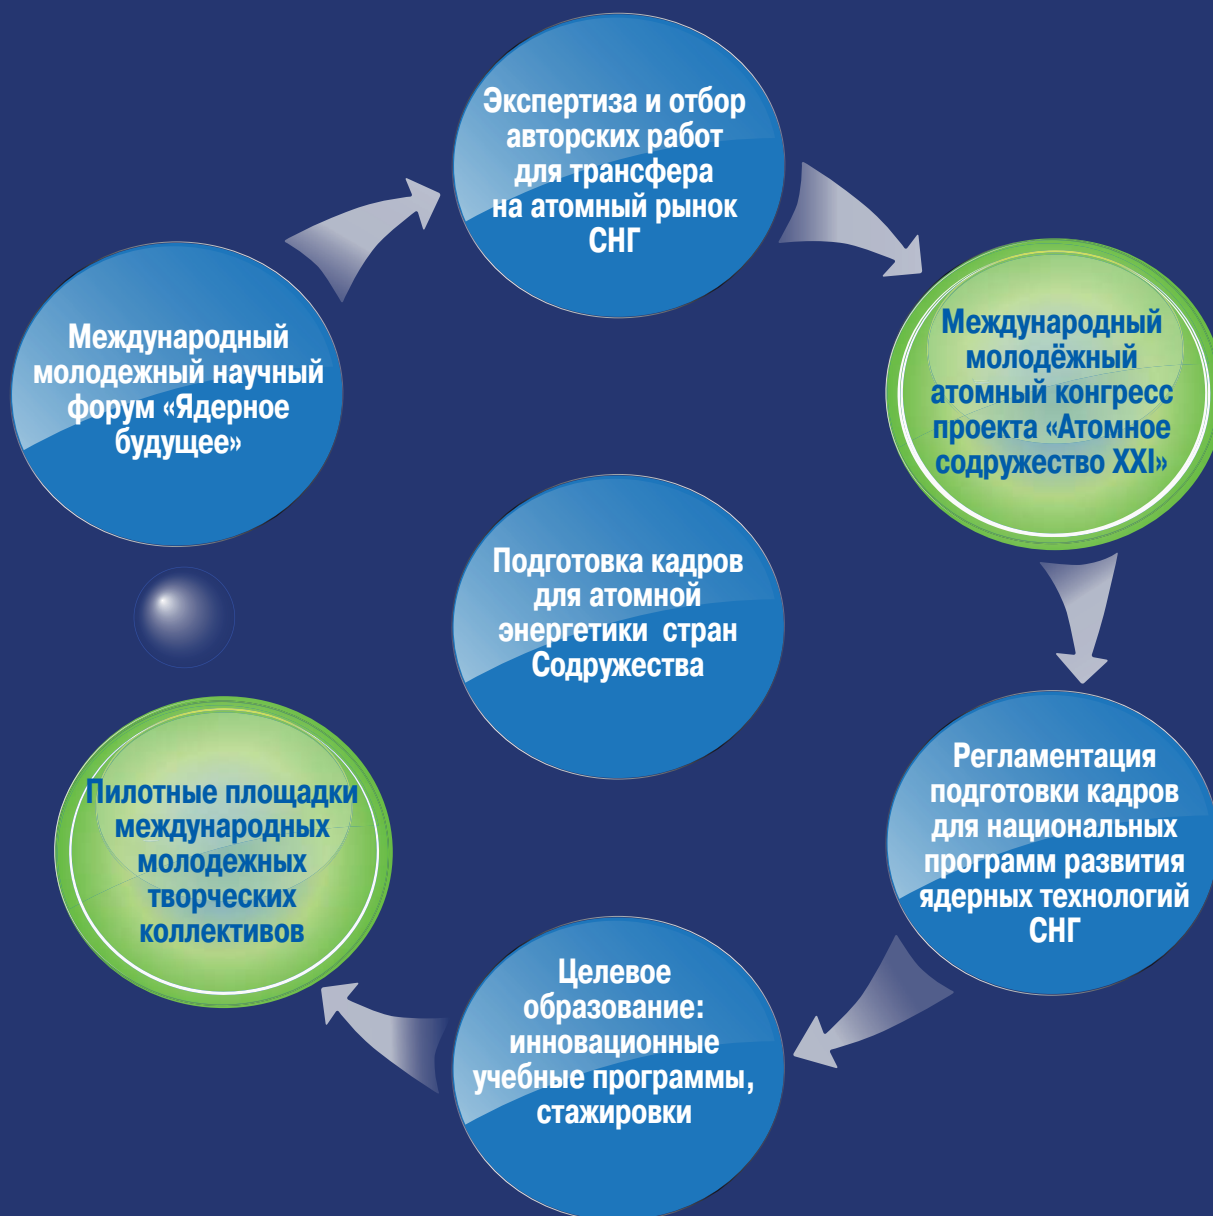 Экспертиза и отбор
авторских работ
для трансфера
на атомный рынок
СНГ
Международный
молодежный научный
форум «Ядерное
будущее»
Международный
молодёжный
атомный конгресс
проекта «Атомное
содружество XXI»
Подготовка кадров
для атомной
энергетики стран
Содружества
Пилотные площадки
международных
молодежных
творческих
коллективов
Регламентация
подготовки кадров
для национальных
программ развития
ядерных технологий
СНГ
Целевое
образование:
инновационные
учебные программы,
стажировки